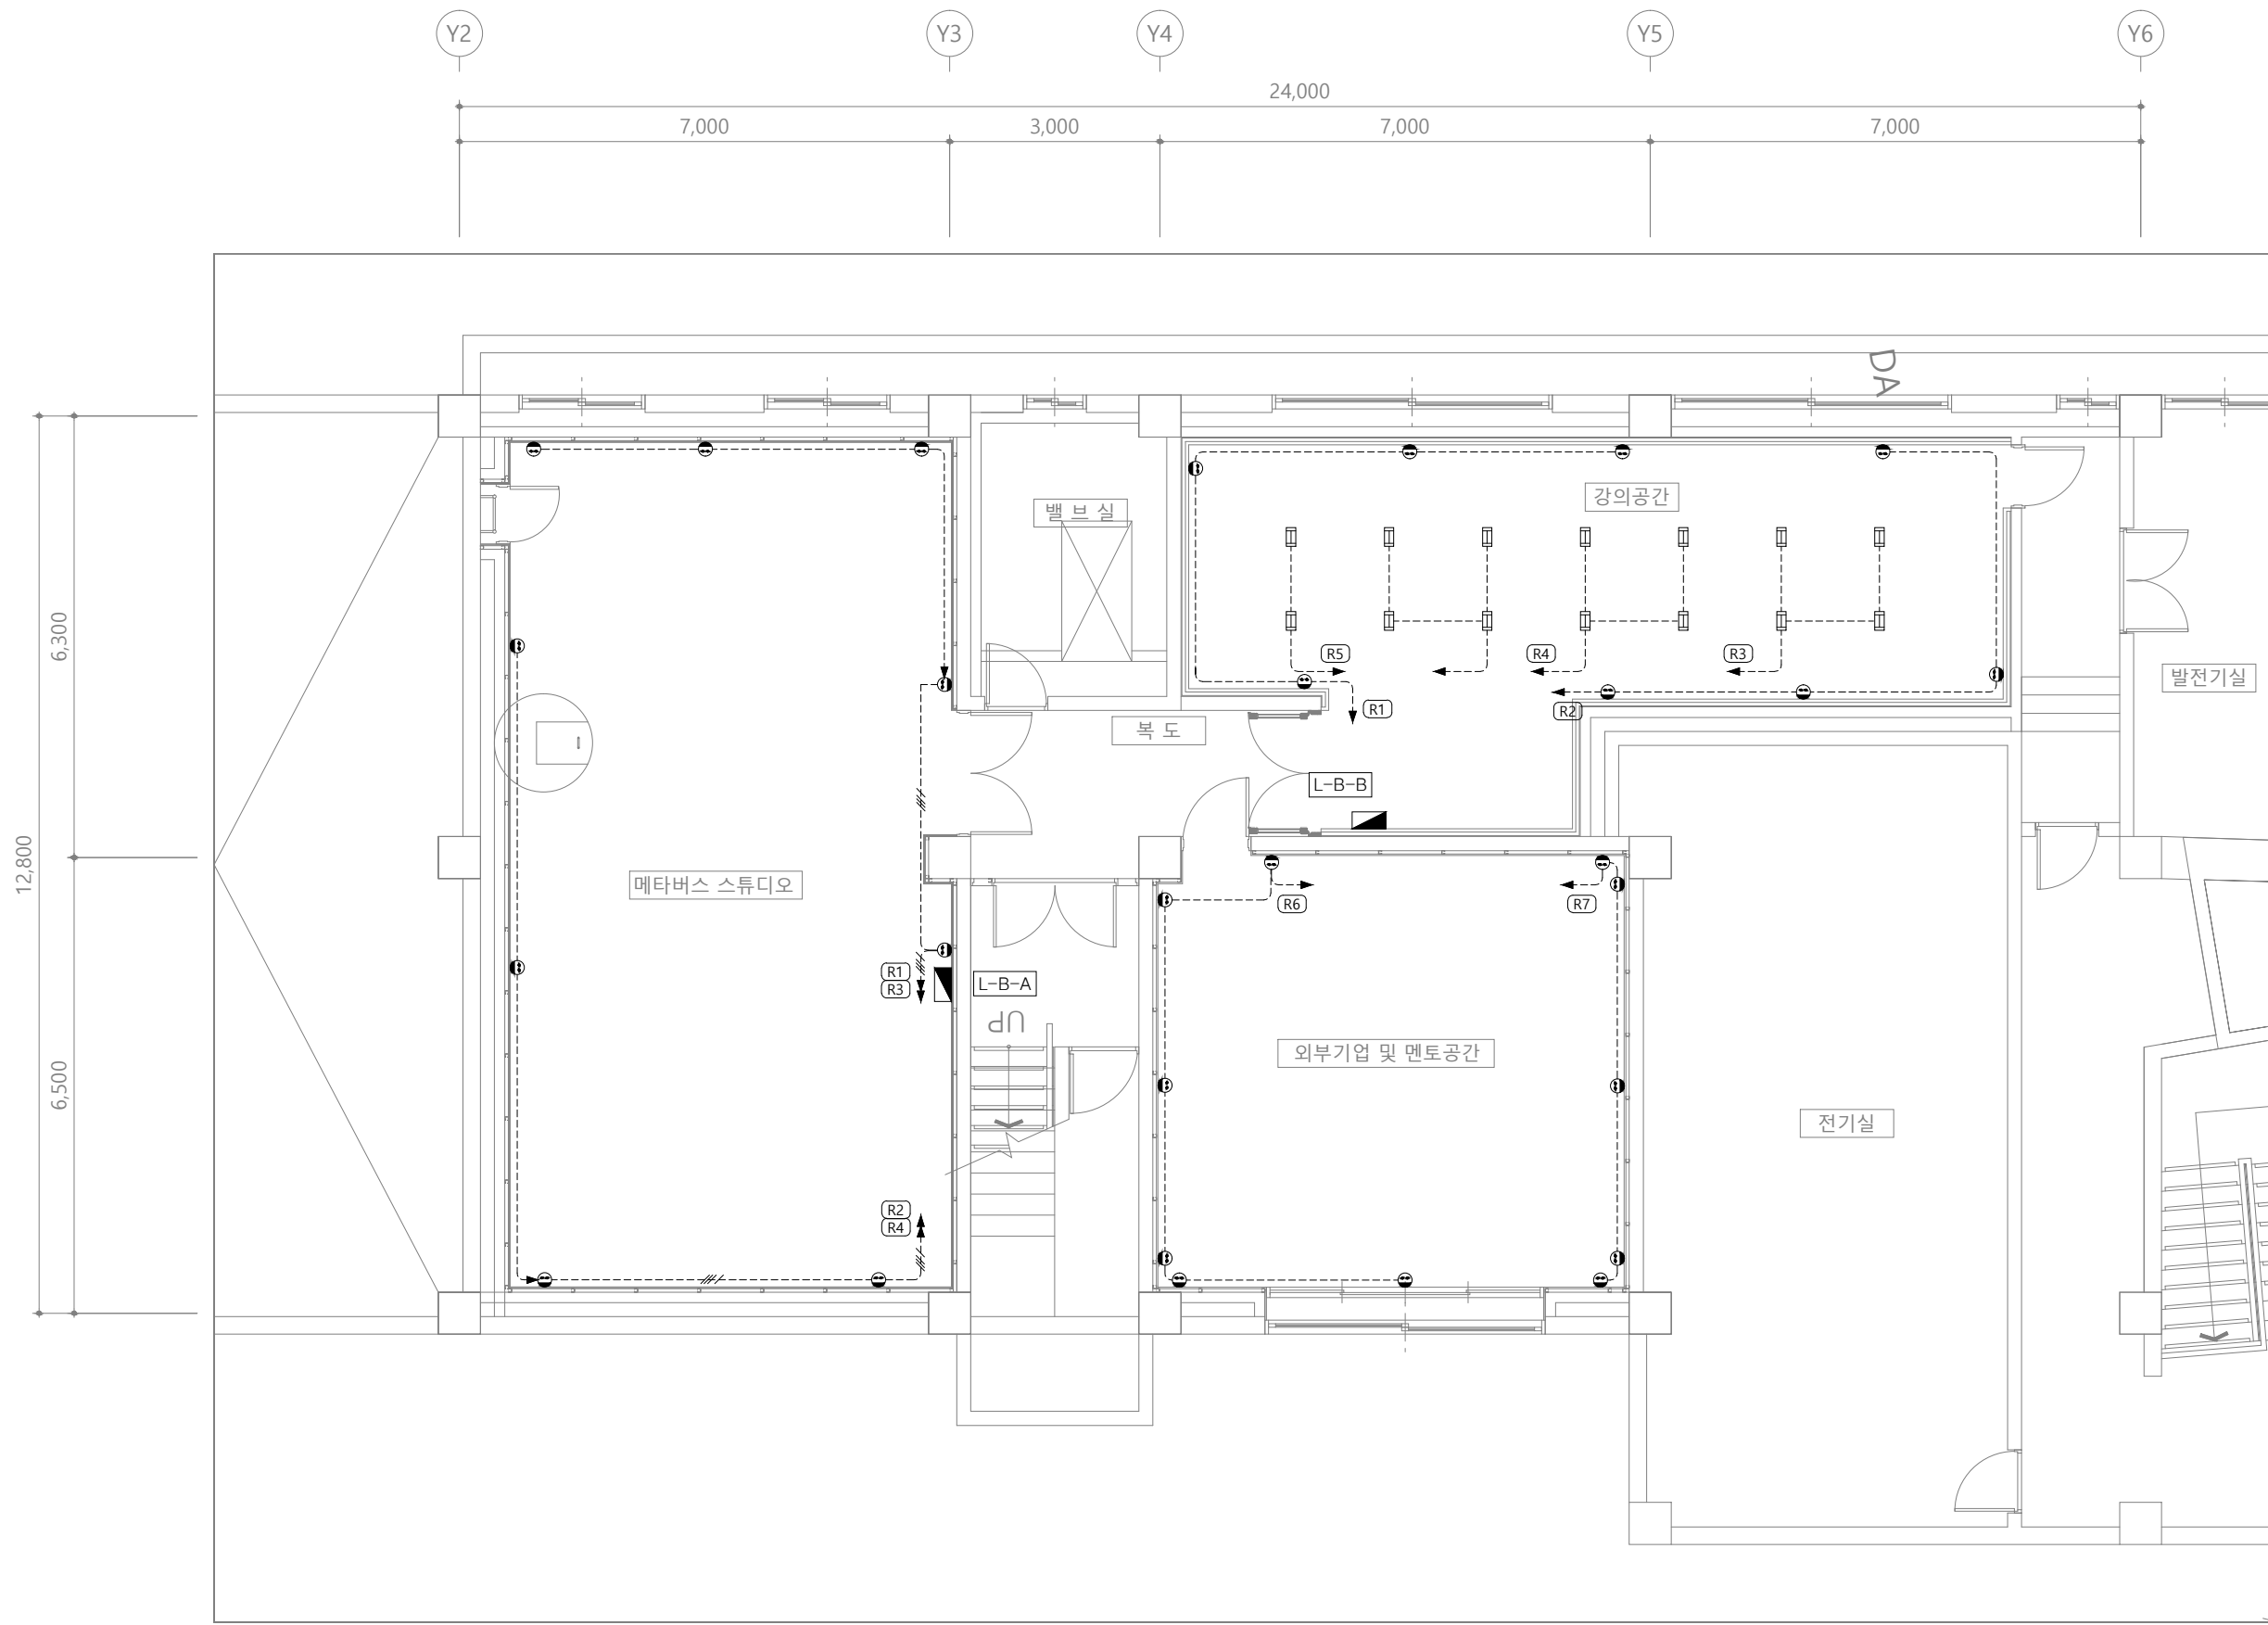 Y2
Y3
Y4
Y5
Y6
24,000
7,000
3,000
7,000
7,000
DA
강의공간
밸브실
6,300
R5
R4
R3
발전기실
R1
R2
복 도
L-B-B
12,800
메타버스 스튜디오
R6
R7
R1
R3
L-B-A
UP
외부기업 및 멘토공간
6,500
전기실
R2
R4